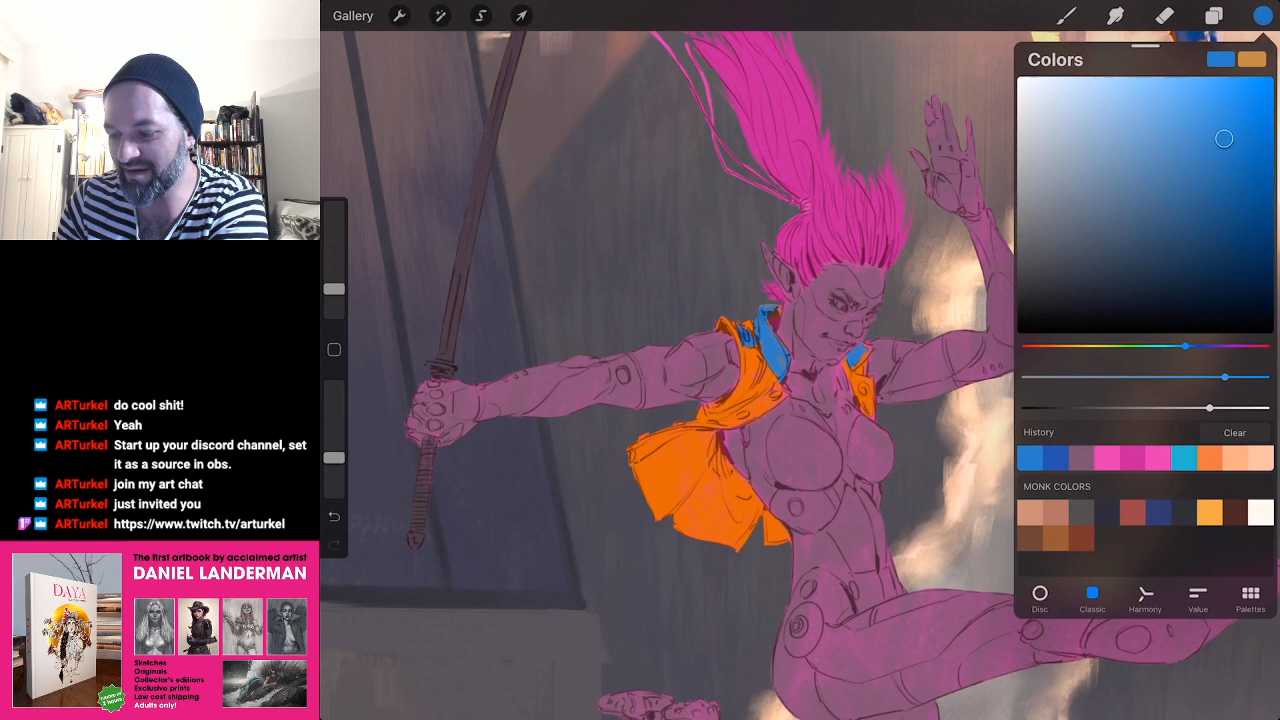 Gallery
Colors
History
Clear
MONK COLORS
Disc
Classic
Harmony
Value
Palettes
ARTurkel do cool shit!
ARTurkel Yeah
ARTurkel Start up your discord channel, set
it as a source in obs.
ARTurkel join my art chat
ARTurkel just invited you
ARTurkel https://www.twitch.tv/arturkel
The first artbook by acclaimed artist
DANIEL LANDERMAN
DAYA
Sketches
Originals
Collector's editions
Exclusive prints
Low cost shipping
Adults only!